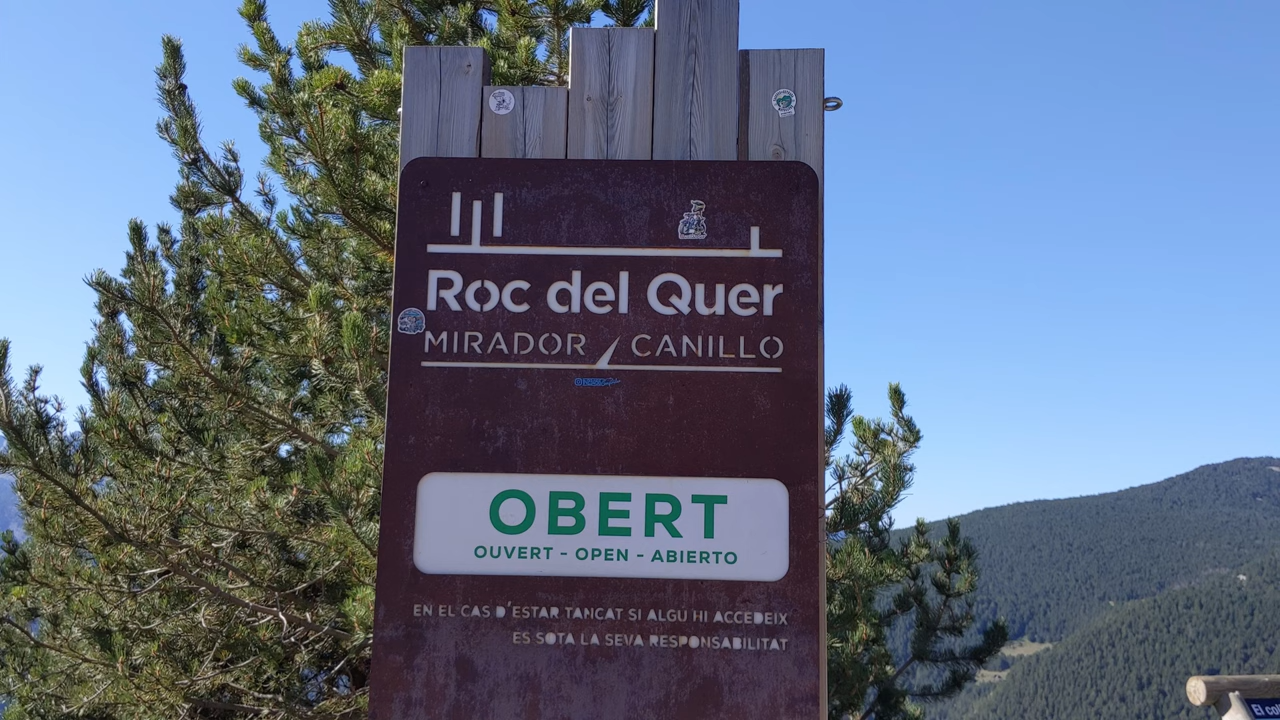 Roc del Quer
MIRADOR CANILLO
OBERT
OUVERT - OPEN - ABIERTO
EN EL CAS D'ESTAR TANCAT SI ALGÚ HI ACCEDEIX
ES SOTA LA SEVA RESPONSABILITAT
El